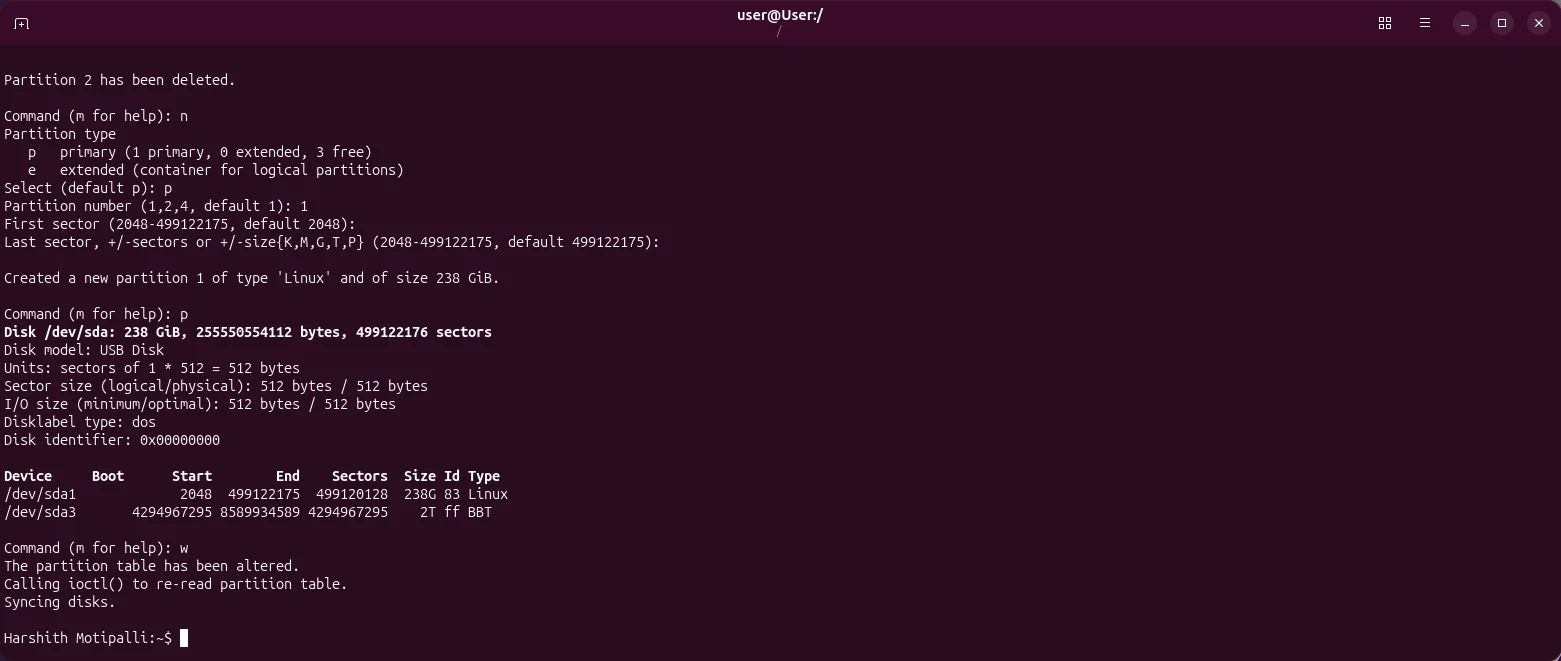 user@User:/
/
Partition 2 has been deleted.
Command (m for help): n
Partition type
p   primary (1 primary, 0 extended, 3 free)
e   extended (container for logical partitions)
Select (default p): p
Partition number (1,2,4, default 1): 1
First sector (2048-499122175, default 2048):
Last sector, +/-sectors or +/-size{K,M,G,T,P} (2048-499122175, default 499122175):
Created a new partition 1 of type 'Linux' and of size 238 GiB.
Command (m for help): p
Disk /dev/sda: 238 GiB, 255550554112 bytes, 499122176 sectors
Disk model: USB Disk
Units: sectors of 1 * 512 = 512 bytes
Sector size (logical/physical): 512 bytes / 512 bytes
I/O size (minimum/optimal): 512 bytes / 512 bytes
Disklabel type: dos
Disk identifier: 0x00000000
Device     Boot      Start        End    Sectors  Size Id Type
/dev/sda1             2048  499122175  499120128  238G 83 Linux
/dev/sda3       4294967295 8589934589 4294967295    2T ff BBT
Command (m for help): w
The partition table has been altered.
Calling ioctl() to re-read partition table.
Syncing disks.
Harshith Motipalli:~$